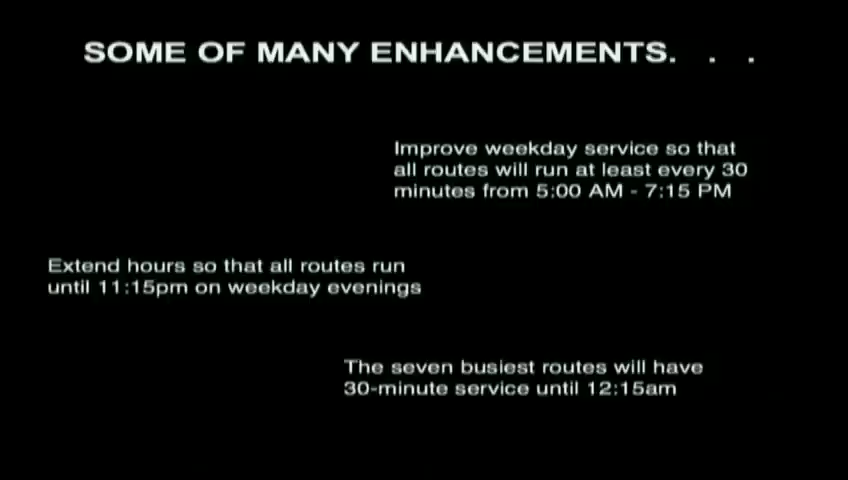 SOME OF MANY ENHANCEMENTS. . .
Improve weekday service so that
all routes will run at least every 30
minutes from 5:00 AM - 7:15 PM
Extend hours so that all routes run
until 11:15pm on weekday evenings
The seven busiest routes will have
30-minute service until 12:15am